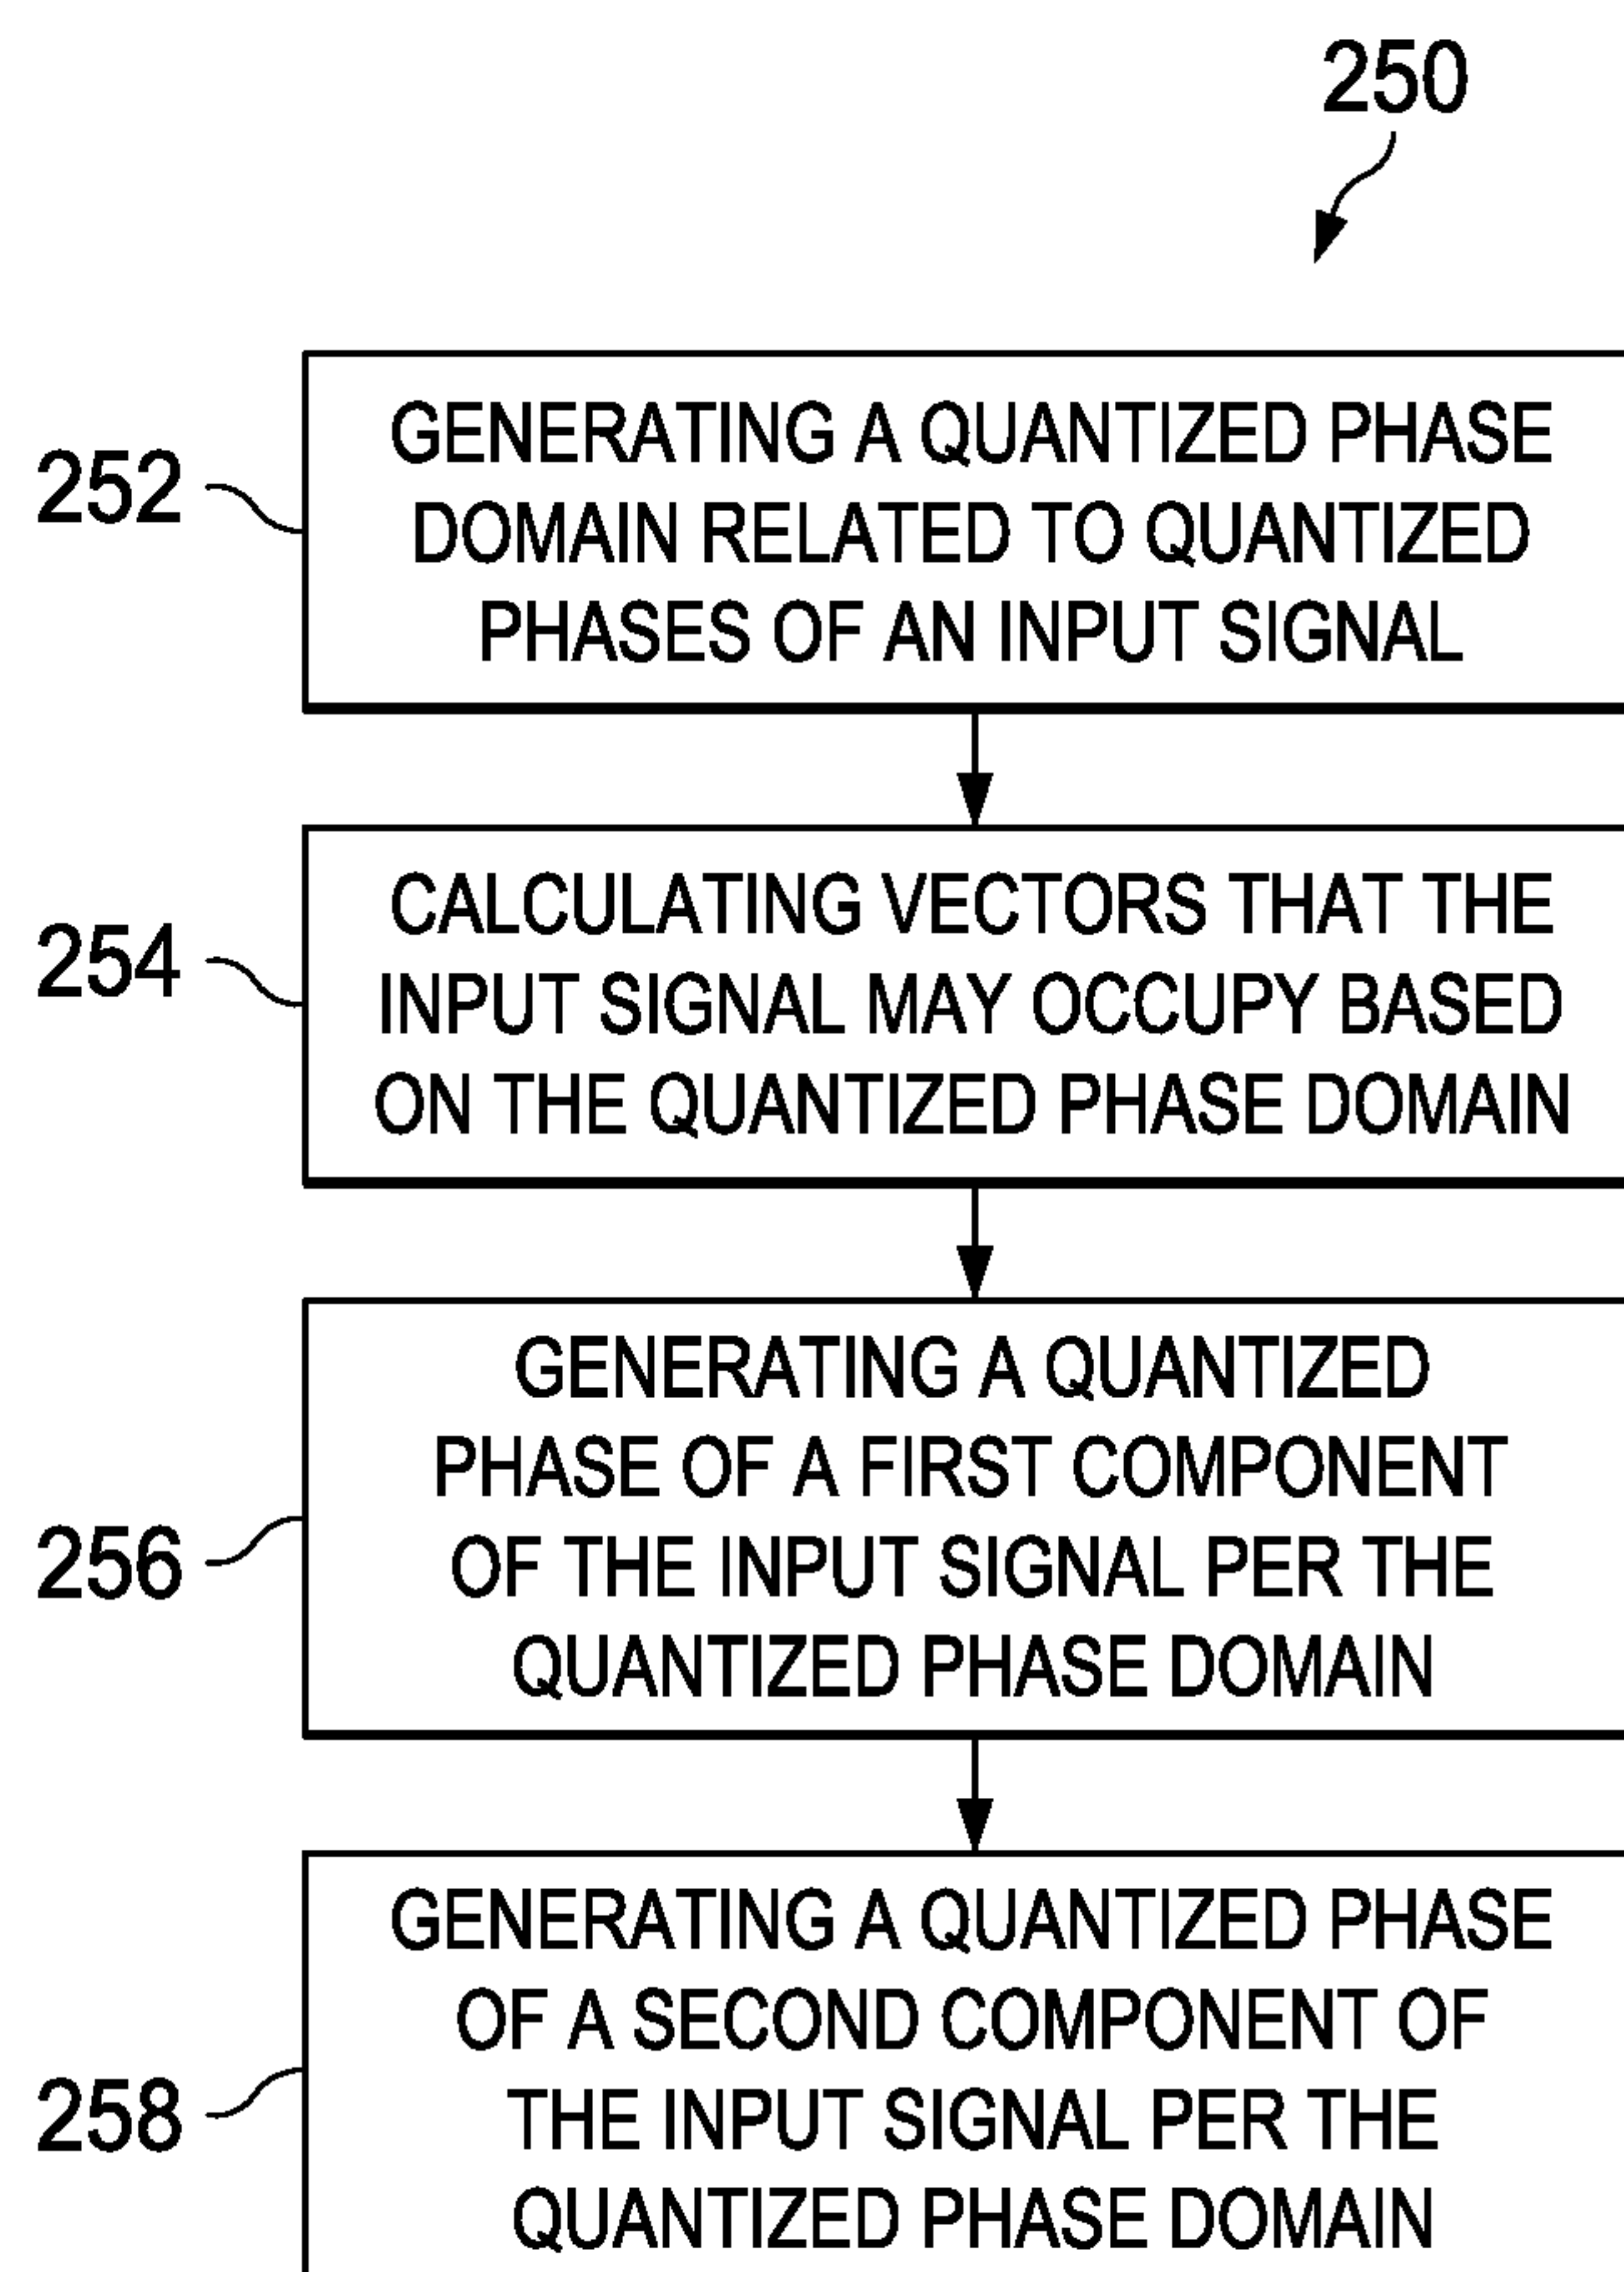 250
252
GENERATING A QUANTIZED PHASE
DOMAIN RELATED TO QUANTIZED
PHASES OF AN INPUT SIGNAL
254
CALCULATING VECTORS THAT THE
INPUT SIGNAL MAY OCCUPY BASED
ON THE QUANTIZED PHASE DOMAIN
256
GENERATING A QUANTIZED
PHASE OF A FIRST COMPONENT
OF THE INPUT SIGNAL PER THE
QUANTIZED PHASE DOMAIN
258
GENERATING A QUANTIZED PHASE
OF A SECOND COMPONENT OF
THE INPUT SIGNAL PER THE
QUANTIZED PHASE DOMAIN